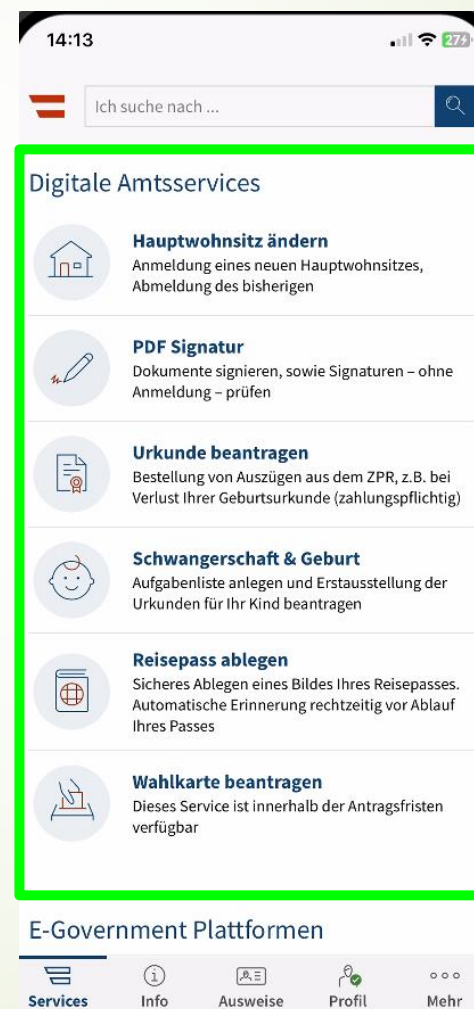 14:13
27
Ich suche nach ...
Digitale Amtsservices
Hauptwohnsitz ändern
Anmeldung eines neuen Hauptwohnsitzes,
Abmeldung des bisherigen
PDF Signatur
Dokumente signieren, sowie Signaturen – ohne
Anmeldung – prüfen
Urkunde beantragen
Bestellung von Auszügen aus dem ZPR, z.B. bei
Verlust Ihrer Geburtsurkunde (zahlungspflichtig)
Schwangerschaft & Geburt
Aufgabenliste anlegen und Erstausstellung der
Urkunden für Ihr Kind beantragen
Reisepass ablegen
Sicheres Ablegen eines Bildes Ihres Reisepasses.
Automatische Erinnerung rechtzeitig vor Ablauf
Ihres Passes
Wahlkarte beantragen
Dieses Service ist innerhalb der Antragsfristen
verfügbar
E-Government Plattformen
Services Info Ausweise Profil Mehr